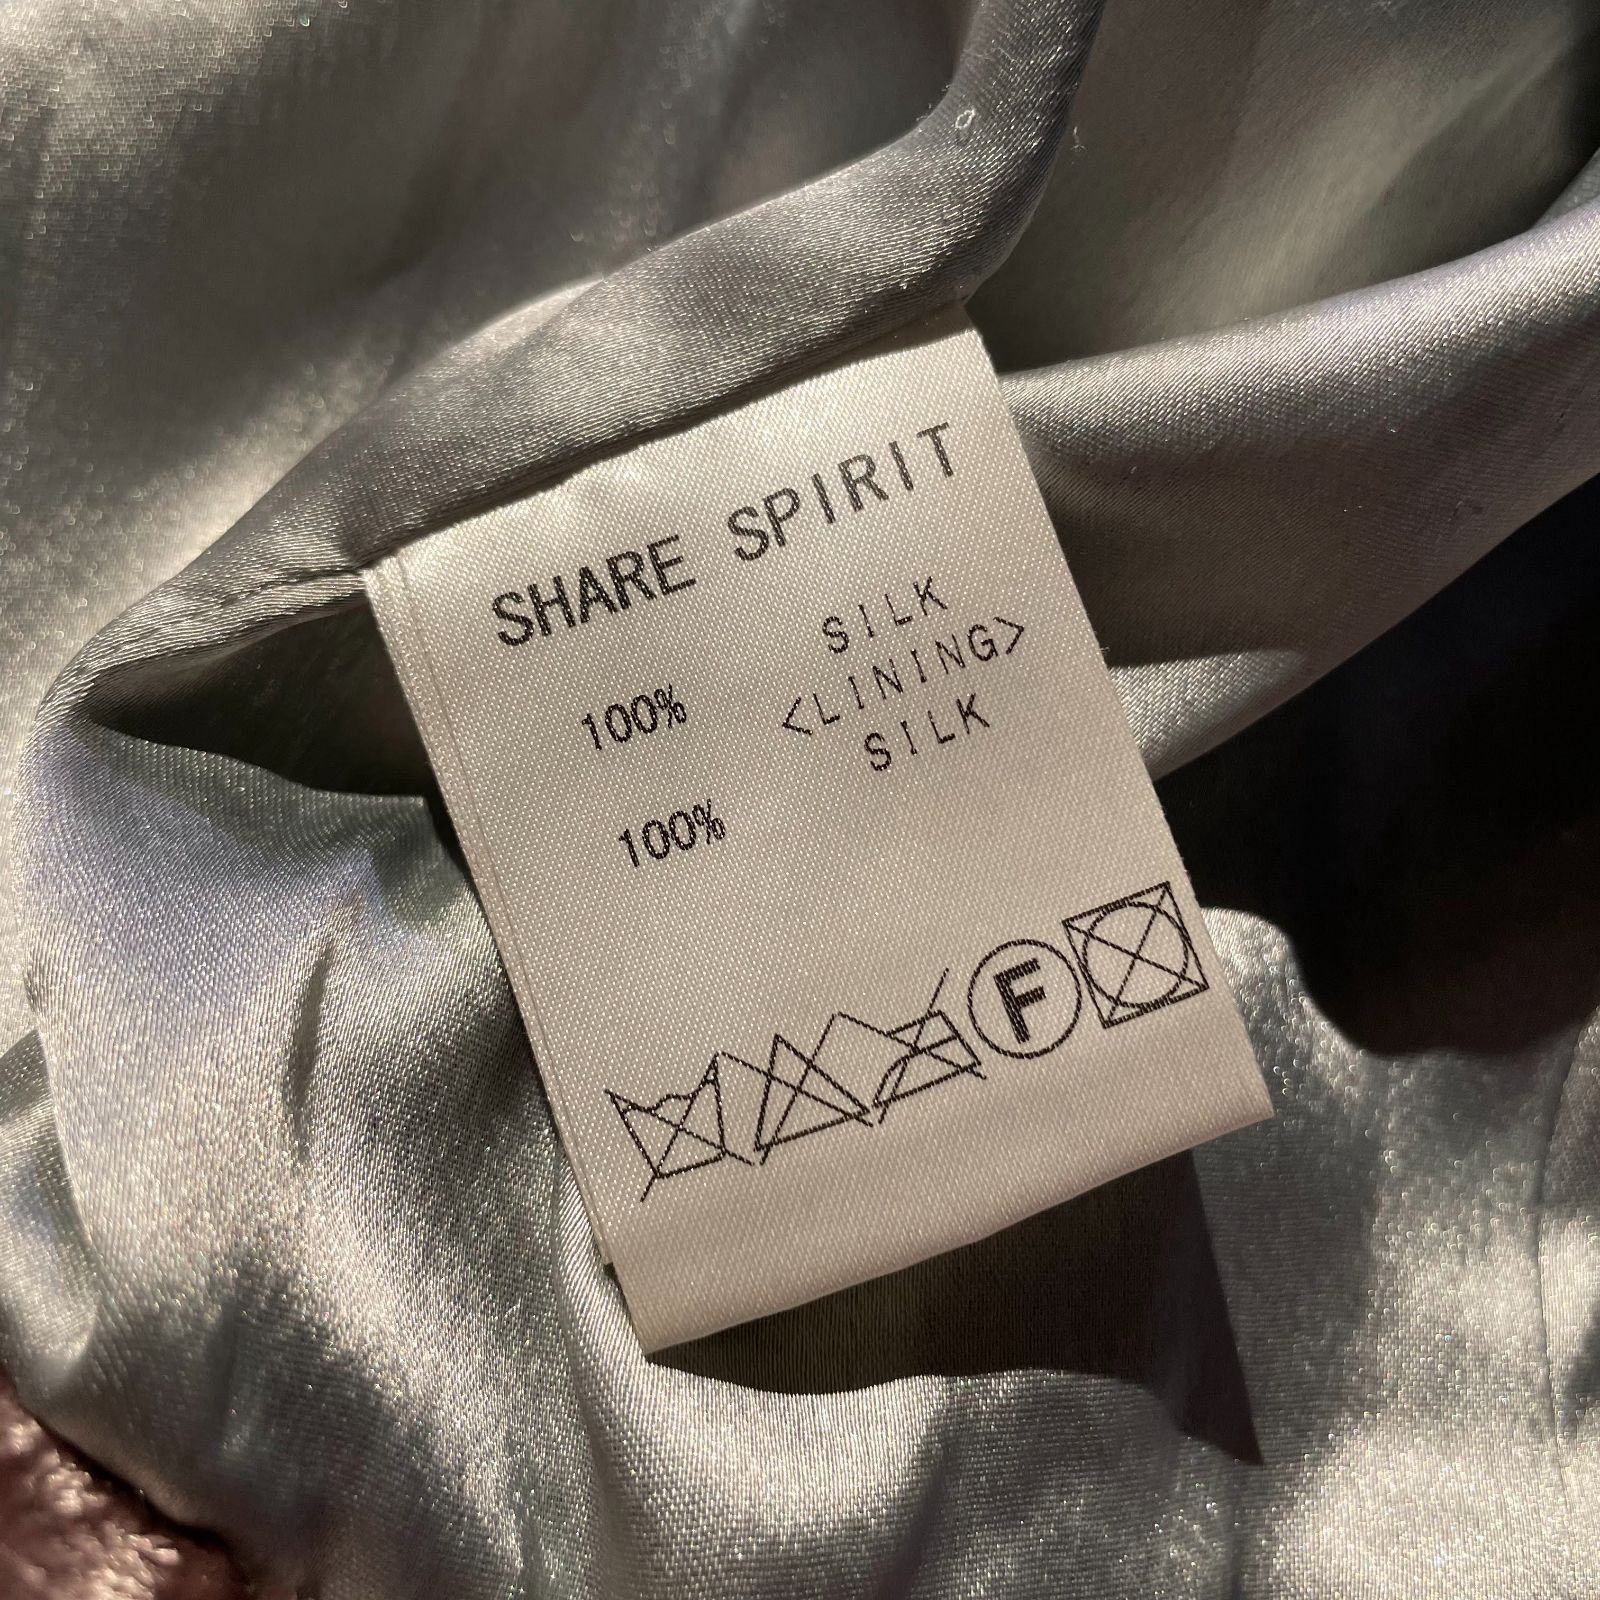 SHARE SPIRIT
100% SILK
<LINING>
100% SILK
F